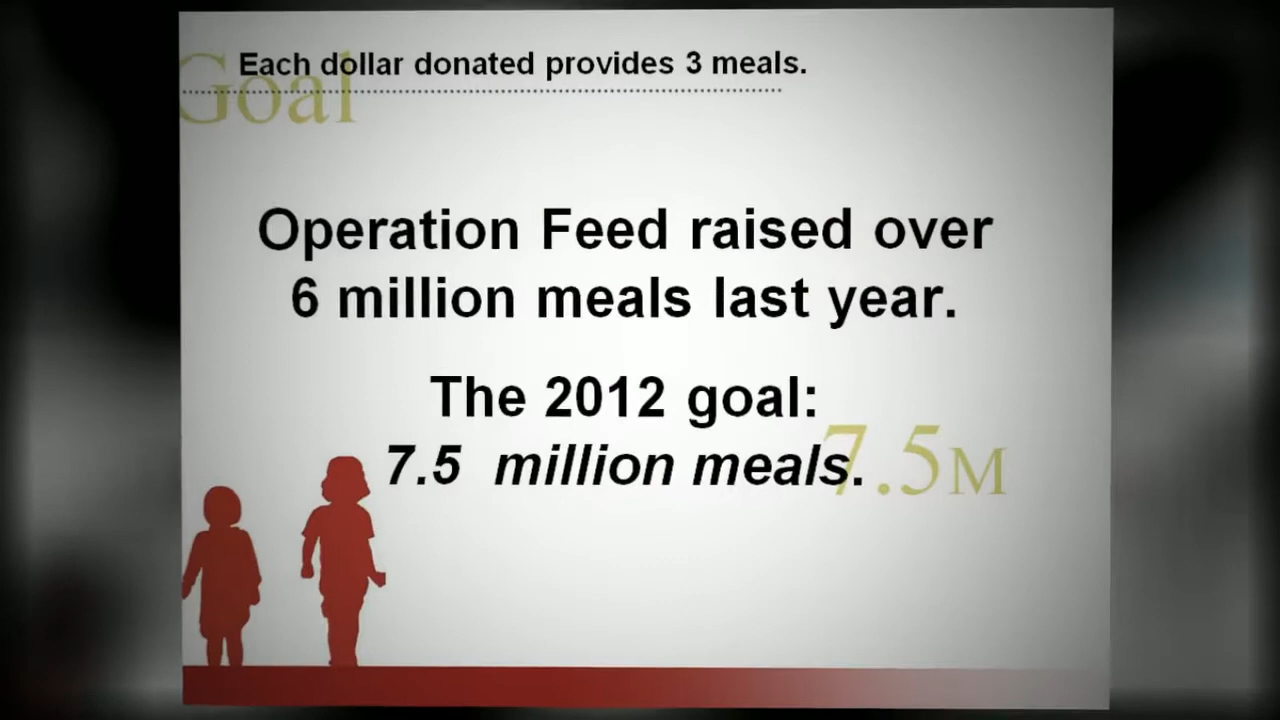 Each dollar donated provides 3 meals.
Goal
Operation Feed raised over
6 million meals last year.
The 2012 goal:
7.5 million meals.
7.5M